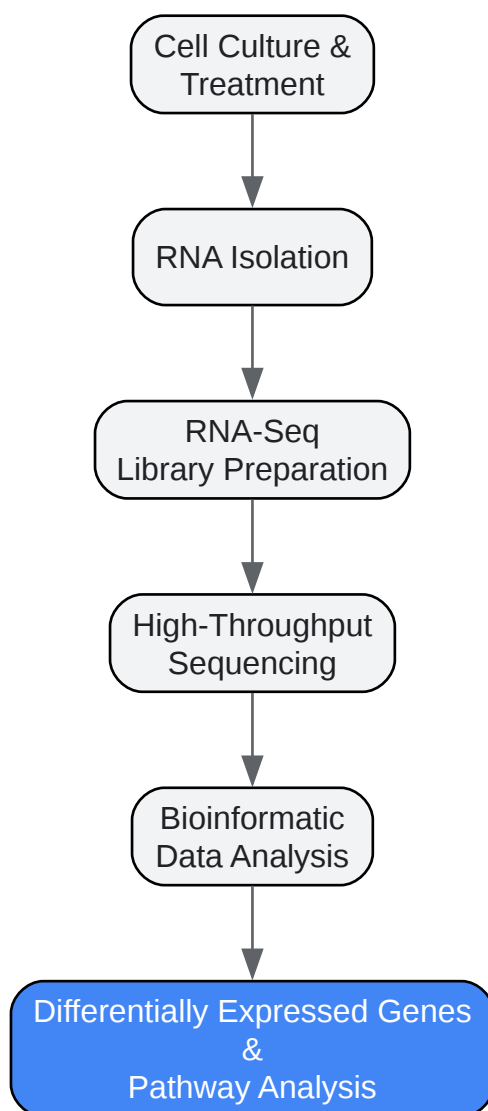 Cell Culture &
Treatment
RNA Isolation
RNA-Seq
Library Preparation
High-Throughput
Sequencing
Bioinformatic
Data Analysis
Differentially Expressed Genes
&
Pathway Analysis